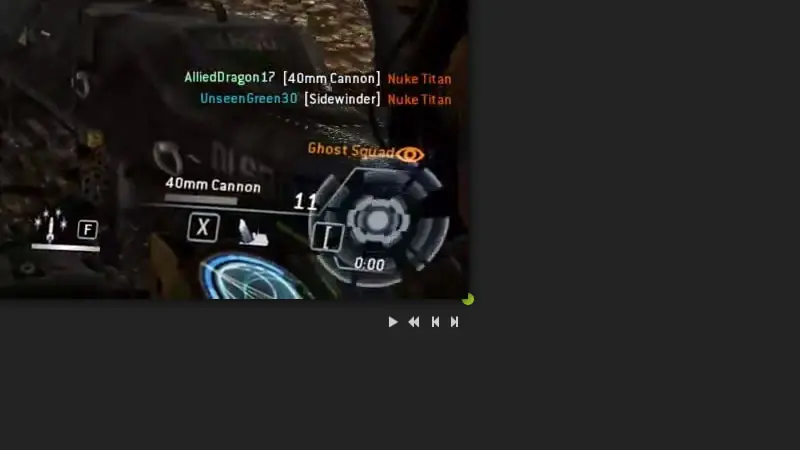 AlliedDragon17 [40mm Cannon] Nuke Titan
UnseenGreen30 [Sidewinder] Nuke Titan
Ghost Squad
40mm Cannon
11
F
X
0:00